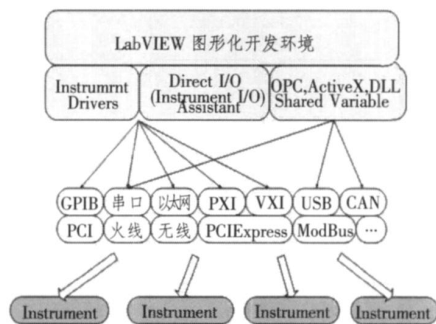 LabVIEW 图形化开发环境
Instrumrnt Drivers
Direct I/O (Instrument I/O) Assistant
OPC,ActiveX,DLL Shared Variable
GPIB 串口 以太网 PXI VXI USB CAN
PCI 火线 无线 PCIExpress ModBus ···
Instrument Instrument Instrument Instrument